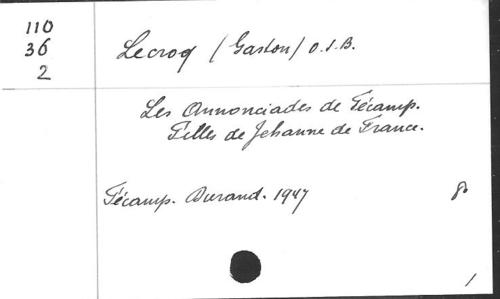 110
36
2
Lecroq (Gaston) O.S.B.
Les Annonciades de Fécamp.
Filles de Jehanne de France.
Fécamp. Durand. 1947
8°
1